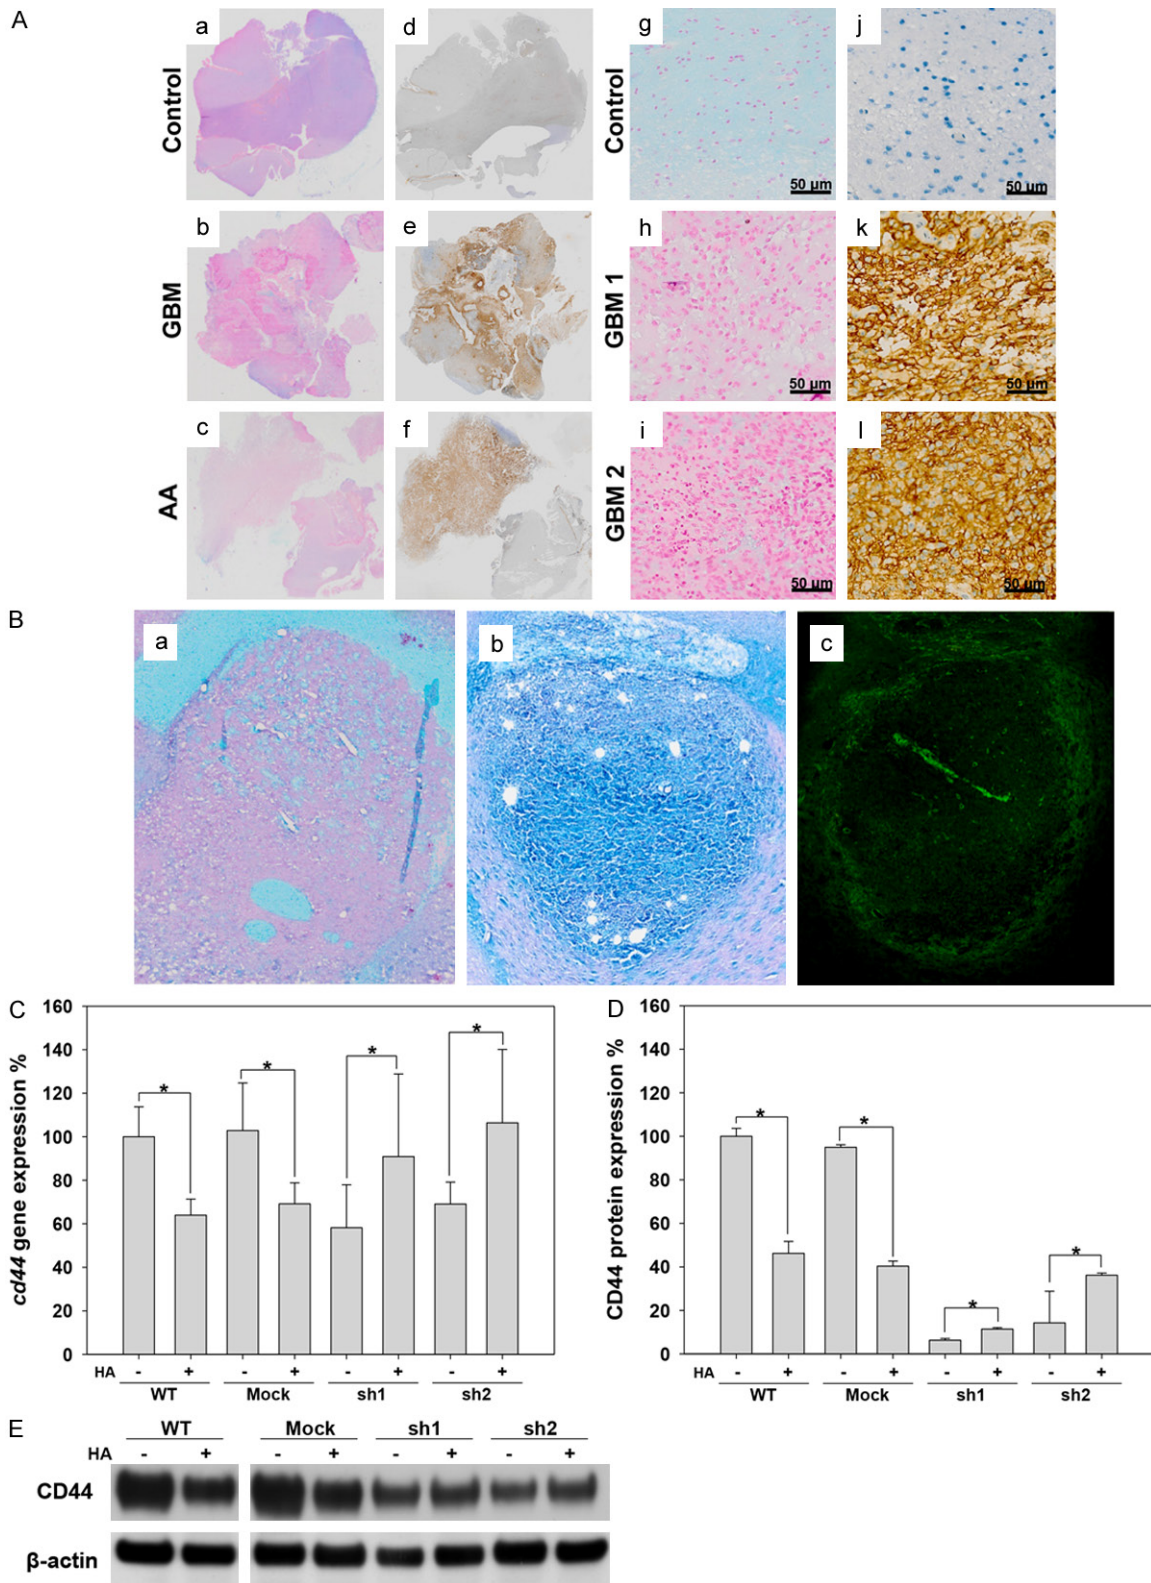 A
a
d
g
j
Control
Control
50 µm
50 µm
b
e
h
k
GBM
GBM 1
50 µm
50 µm
c
f
i
l
AA
GBM 2
50 µm
50 µm
B
a
b
c
C
cd44 gene expression %
160
140
120
100
80
60
40
20
0
*
*
*
*
HA - + - + - + - +
WT Mock sh1 sh2
D
CD44 protein expression %
160
140
120
100
80
60
40
20
0
*
*
*
*
HA - + - + - + - +
WT Mock sh1 sh2
E
WT Mock sh1 sh2
HA - + - + - + - +
CD44
β-actin